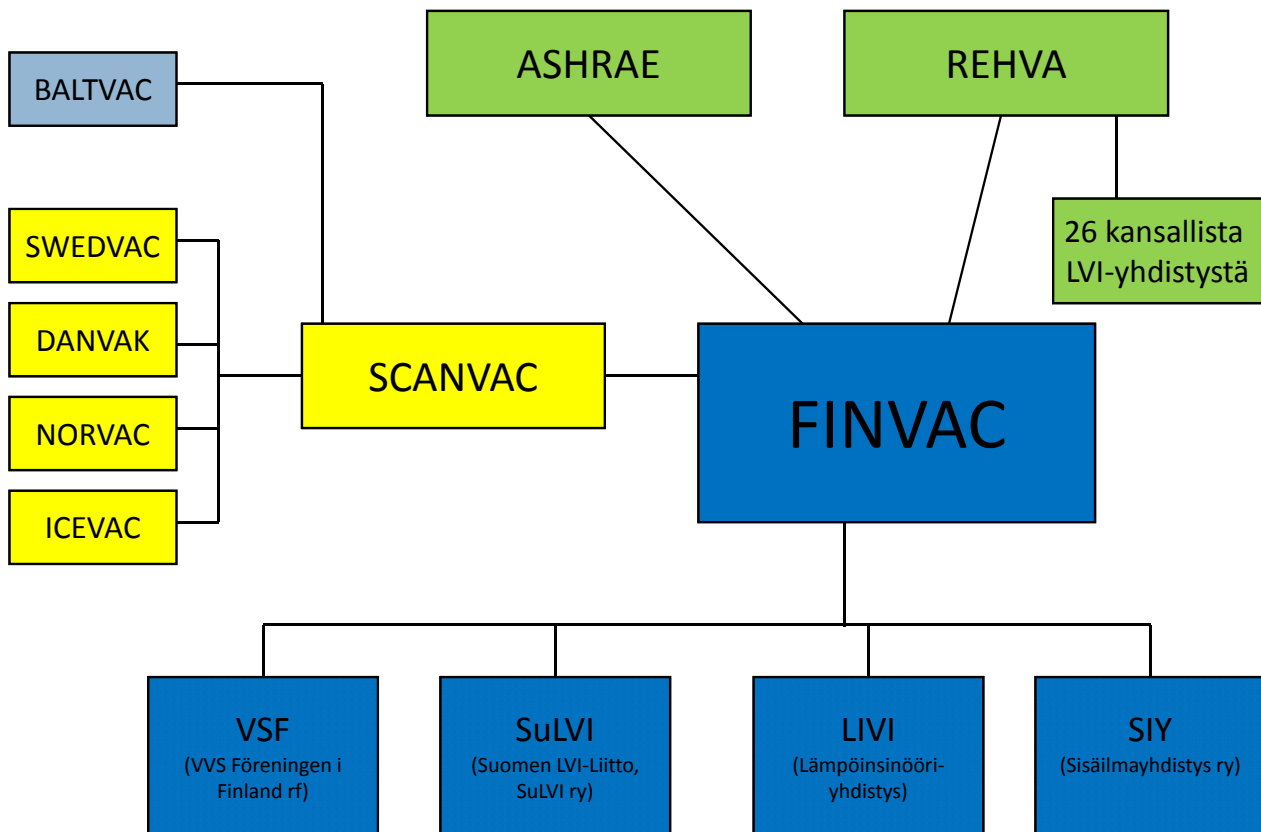 ASHRAE
REHVA
BALTVAC
26 kansallista
LVI-yhdistystä
SWEDVAC
DANVAK
NORVAC
ICEVAC
SCANVAC
FINVAC
VSF
(VVS Föreningen i
Finland rf)
SuLVI
(Suomen LVI-Liitto,
SuLVI ry)
LIVI
(Lämpöinsinööri-
yhdistys)
SIY
(Sisäilmayhdistys ry)